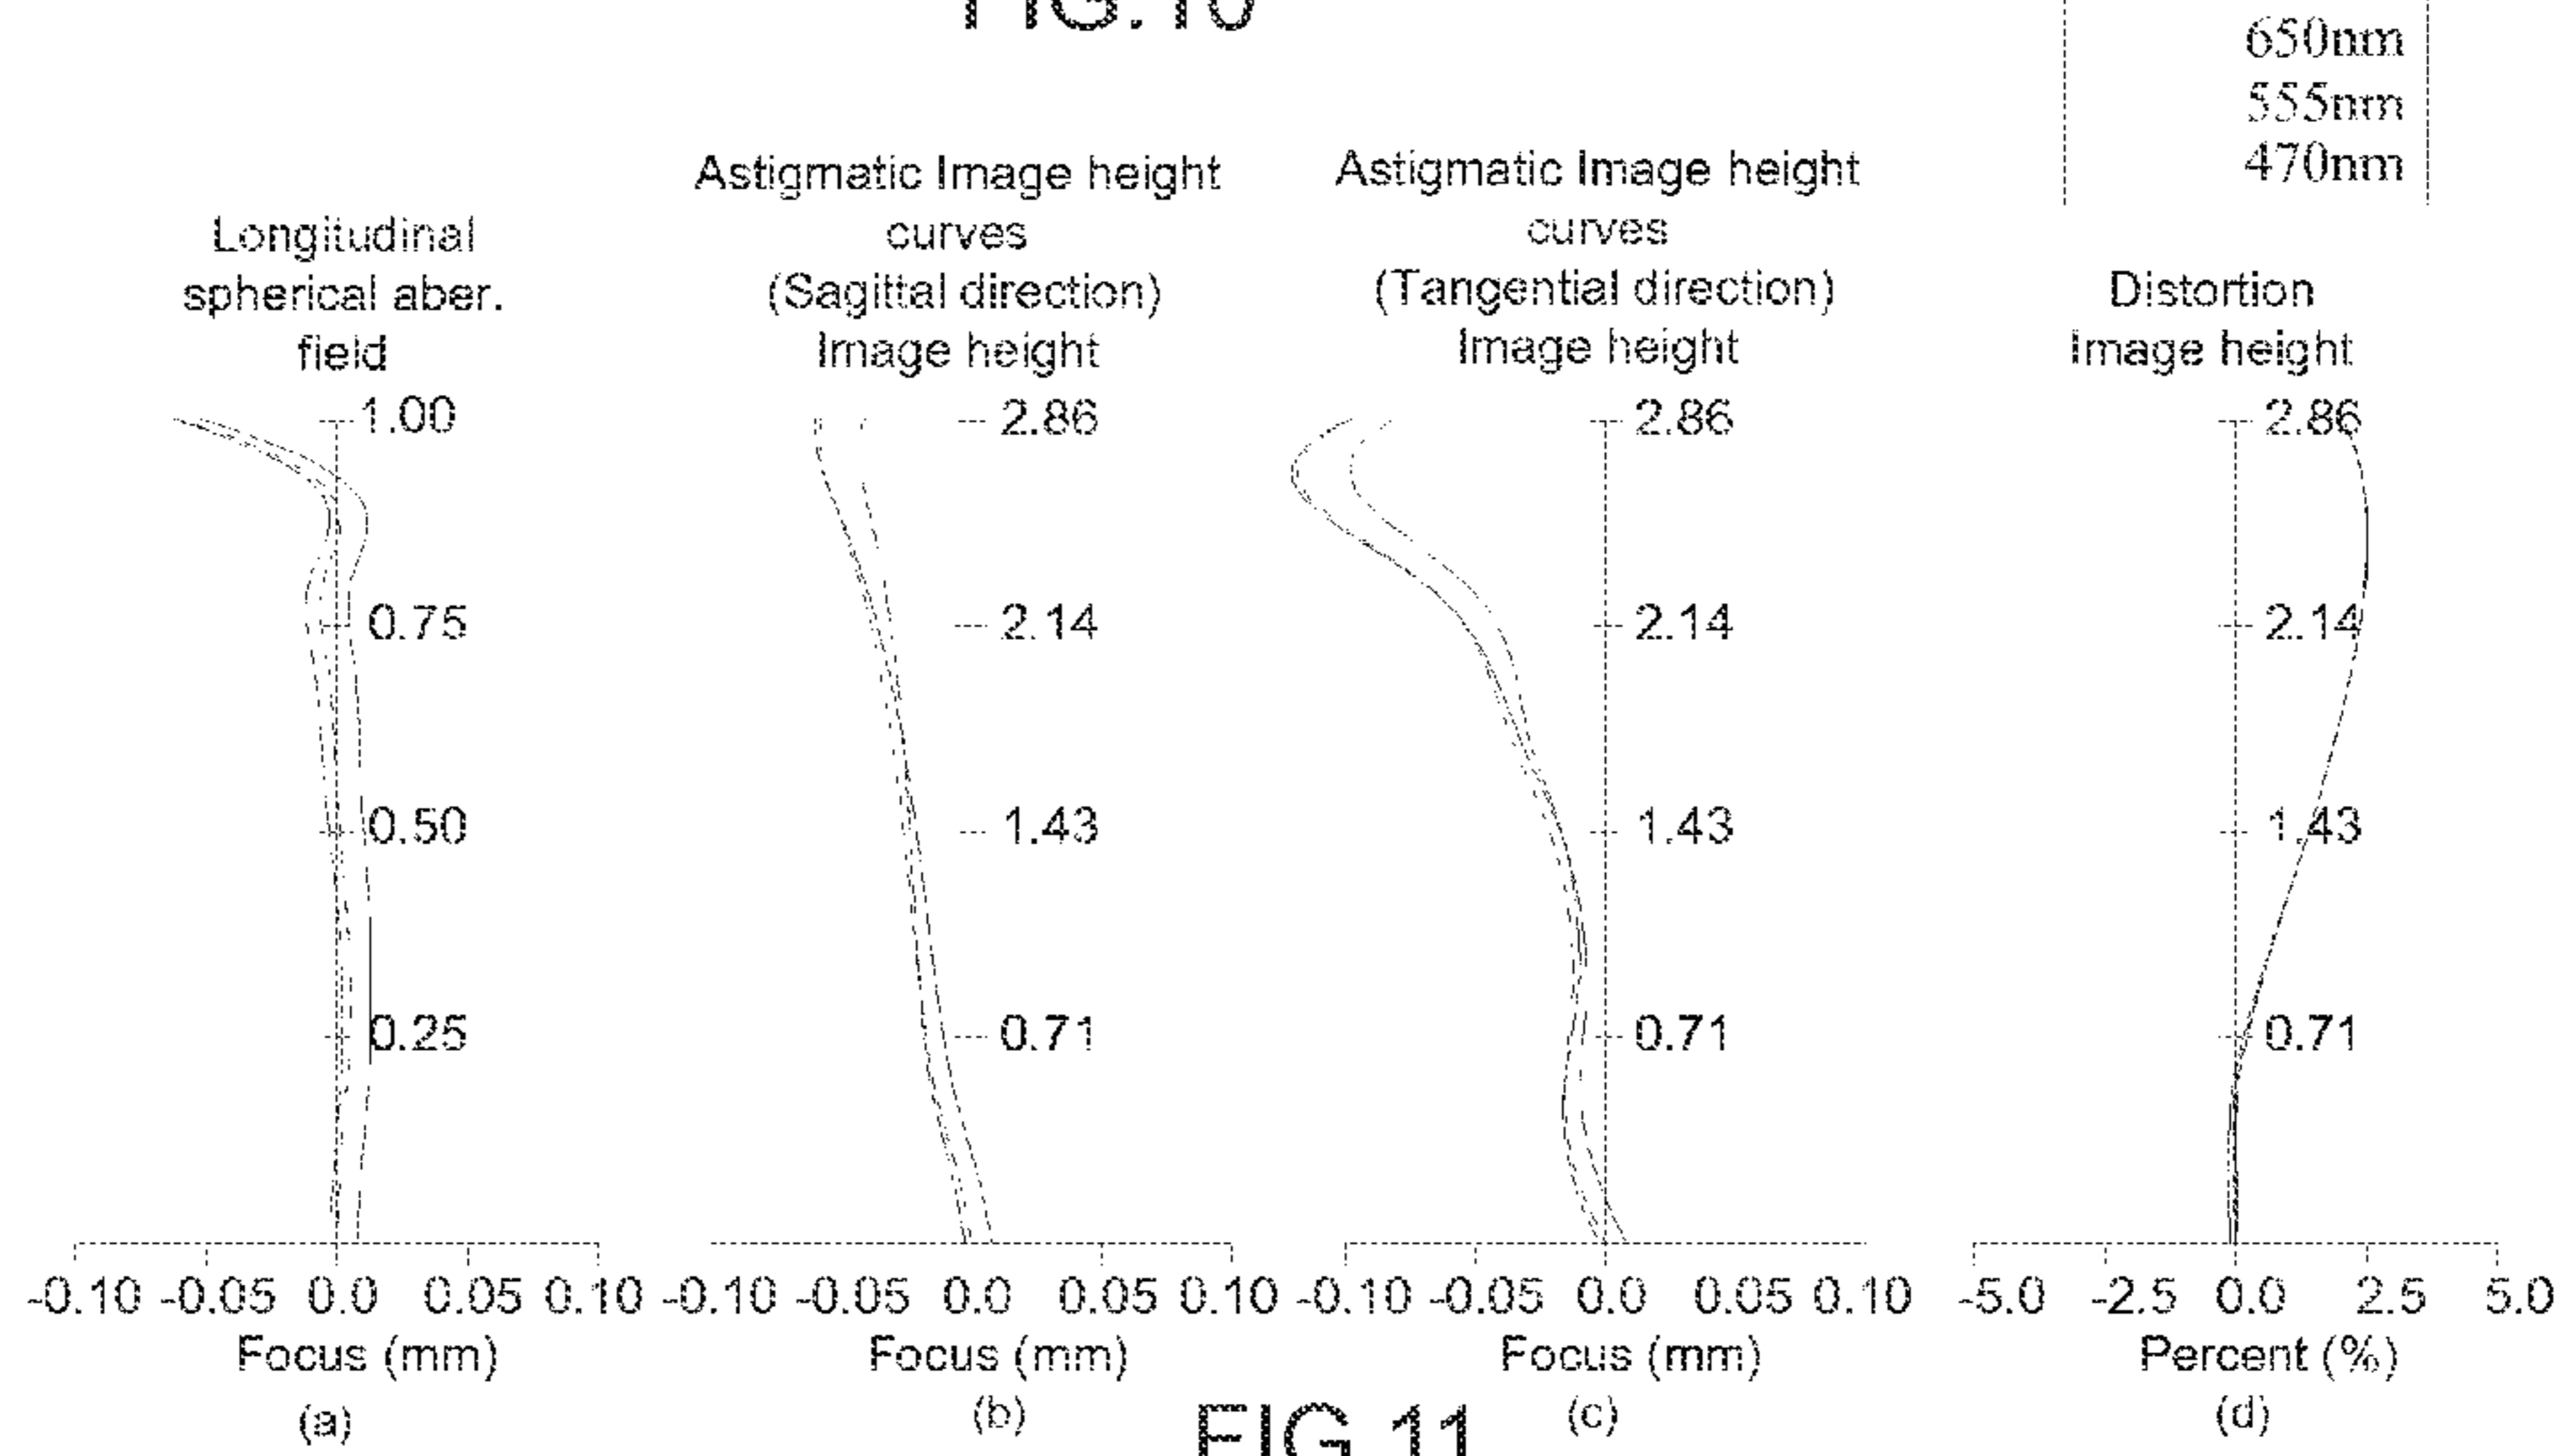 FIG.10
650nm
555nm
470nm
Longitudinal
spherical aber.
field
1.00
0.75
0.50
0.25
-0.10 -0.05 0.0 0.05 0.10
Focus (mm)
(a)
Astigmatic Image height
curves
(Sagittal direction)
Image height
2.86
2.14
1.43
0.71
-0.10 -0.05 0.0 0.05 0.10
Focus (mm)
(b)
Astigmatic Image height
curves
(Tangential direction)
Image height
2.86
2.14
1.43
0.71
-0.10 -0.05 0.0 0.05 0.10
Focus (mm)
(c)
Distortion
Image height
2.86
2.14
1.43
0.71
-5.0 -2.5 0.0 2.5 5.0
Percent (%)
(d)
FIG.11